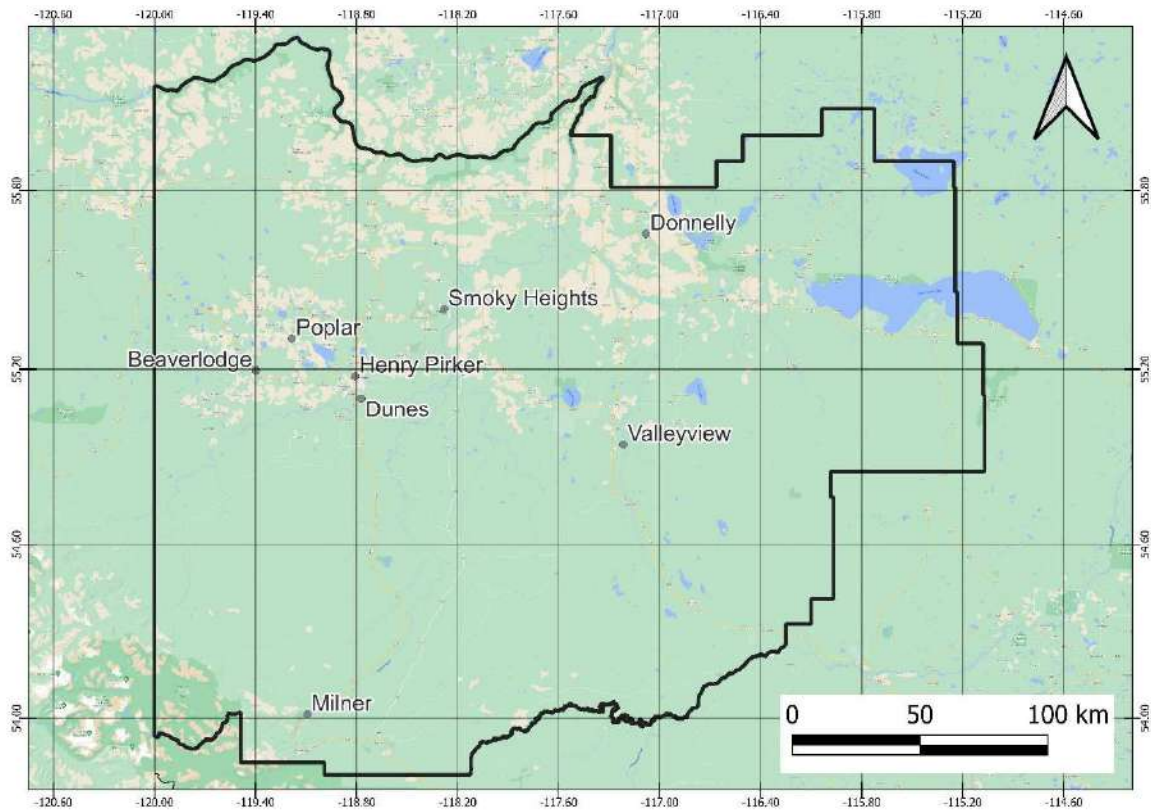 -120.60 -120.00 -119.40 -118.80 -118.20 -117.60 -117.00 -116.40 -115.80 -115.20 -114.60
55.80 55.80
Donnelly
Smoky Heights
Poplar
Beaverlodge
Henry Pirker
55.20 55.20
Dunes
Valleyview
54.60 54.60
Milner
54.00 54.00
0 50 100 km
-120.60 -120.00 -119.40 -118.80 -118.20 -117.60 -117.00 -116.40 -115.80 -115.20 -114.60